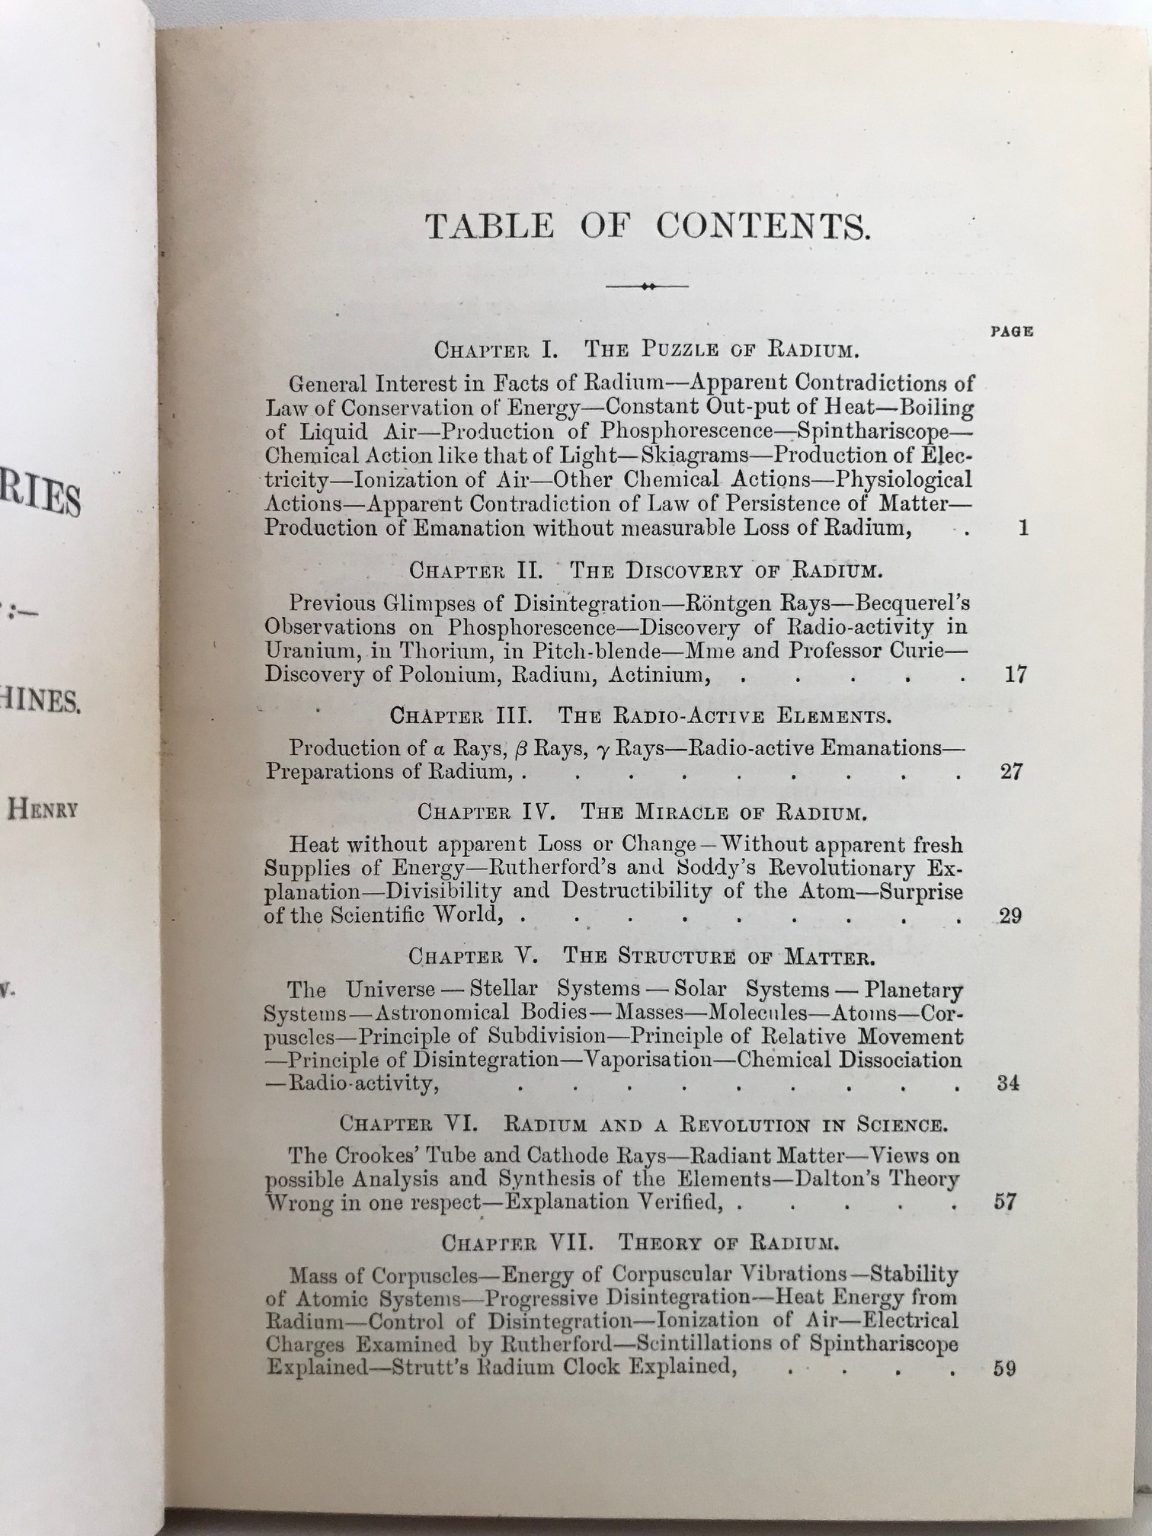 RIES
:—
HINES.
HENRY
TABLE OF CONTENTS.
PAGE
CHAPTER I. THE PUZZLE OF RADIUM.
General Interest in Facts of Radium—Apparent Contradictions of
Law of Conservation of Energy—Constant Out-put of Heat—Boiling
of Liquid Air—Production of Phosphorescence—Spinthariscope—
Chemical Action like that of Light—Skiagrams—Production of Elec-
tricity—Ionization of Air—Other Chemical Actions—Physiological
Actions—Apparent Contradiction of Law of Persistence of Matter—
Production of Emanation without measurable Loss of Radium, . 1
CHAPTER II. THE DISCOVERY OF RADIUM.
Previous Glimpses of Disintegration—Röntgen Rays—Becquerel's
Observations on Phosphorescence—Discovery of Radio-activity in
Uranium, in Thorium, in Pitch-blende—Mme and Professor Curie—
Discovery of Polonium, Radium, Actinium, . . . . . 17
CHAPTER III. THE RADIO-ACTIVE ELEMENTS.
Production of α Rays, β Rays, γ Rays—Radio-active Emanations—
Preparations of Radium, . . . . . . . . . 27
CHAPTER IV. THE MIRACLE OF RADIUM.
Heat without apparent Loss or Change—Without apparent fresh
Supplies of Energy—Rutherford's and Soddy's Revolutionary Ex-
planation—Divisibility and Destructibility of the Atom—Surprise
of the Scientific World, . . . . . . . . . 29
CHAPTER V. THE STRUCTURE OF MATTER.
The Universe — Stellar Systems — Solar Systems — Planetary
Systems—Astronomical Bodies—Masses—Molecules—Atoms—Cor-
puscles—Principle of Subdivision—Principle of Relative Movement
—Principle of Disintegration—Vaporisation—Chemical Dissociation
—Radio-activity, . . . . . . . . . 34
CHAPTER VI. RADIUM AND A REVOLUTION IN SCIENCE.
The Crookes' Tube and Cathode Rays—Radiant Matter—Views on
possible Analysis and Synthesis of the Elements—Dalton's Theory
Wrong in one respect—Explanation Verified, . . . . . 57
CHAPTER VII. THEORY OF RADIUM.
Mass of Corpuscles—Energy of Corpuscular Vibrations—Stability
of Atomic Systems—Progressive Disintegration—Heat Energy from
Radium—Control of Disintegration—Ionization of Air—Electrical
Charges Examined by Rutherford—Scintillations of Spinthariscope
Explained—Strutt's Radium Clock Explained, . . . . 59